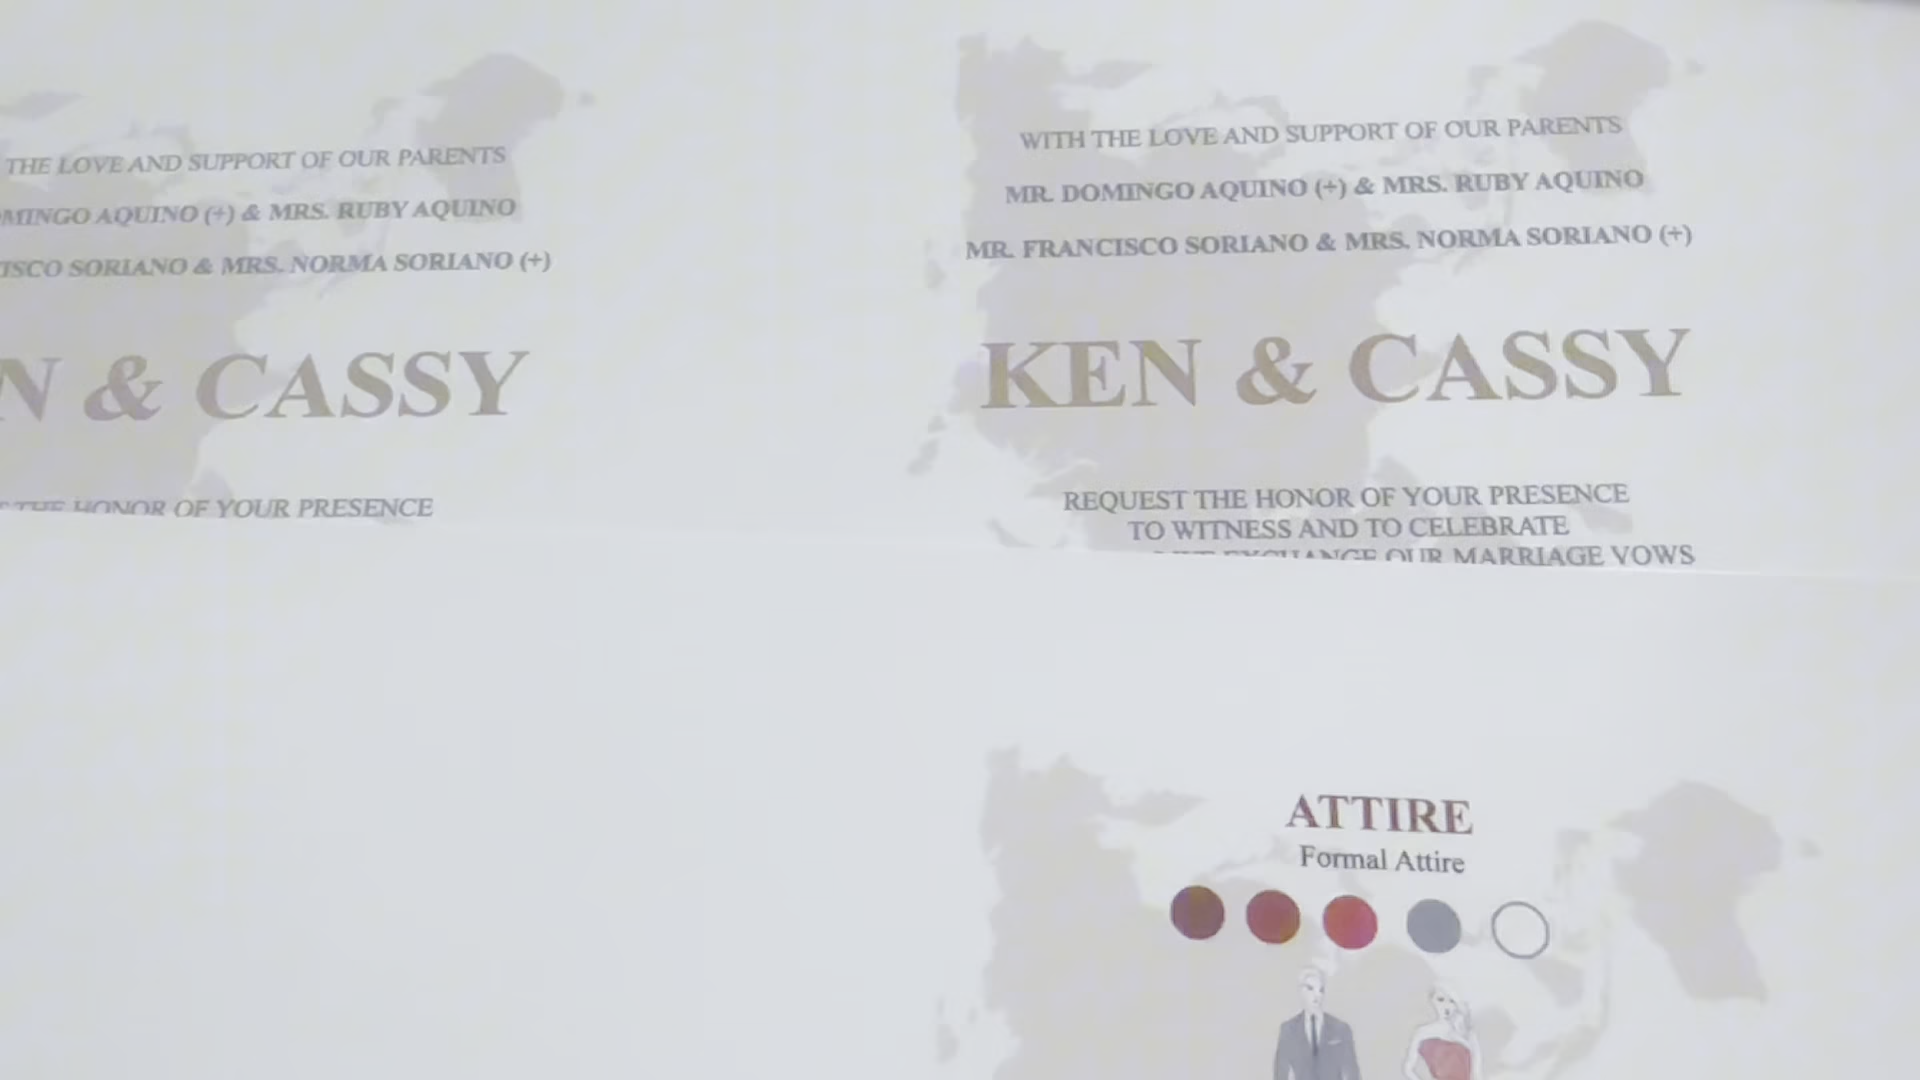 THE LOVE AND SUPPORT OF OUR PARENTS
MINGO AQUINO (+) & MRS. RUBY AQUINO
ISCO SORIANO & MRS. NORMA SORIANO (+)
N & CASSY
THE HONOR OF YOUR PRESENCE
WITH THE LOVE AND SUPPORT OF OUR PARENTS
MR. DOMINGO AQUINO (+) & MRS. RUBY AQUINO
MR. FRANCISCO SORIANO & MRS. NORMA SORIANO (+)
KEN & CASSY
REQUEST THE HONOR OF YOUR PRESENCE
TO WITNESS AND TO CELEBRATE
EXCHANGE OUR MARRIAGE VOWS
ATTIRE
Formal Attire